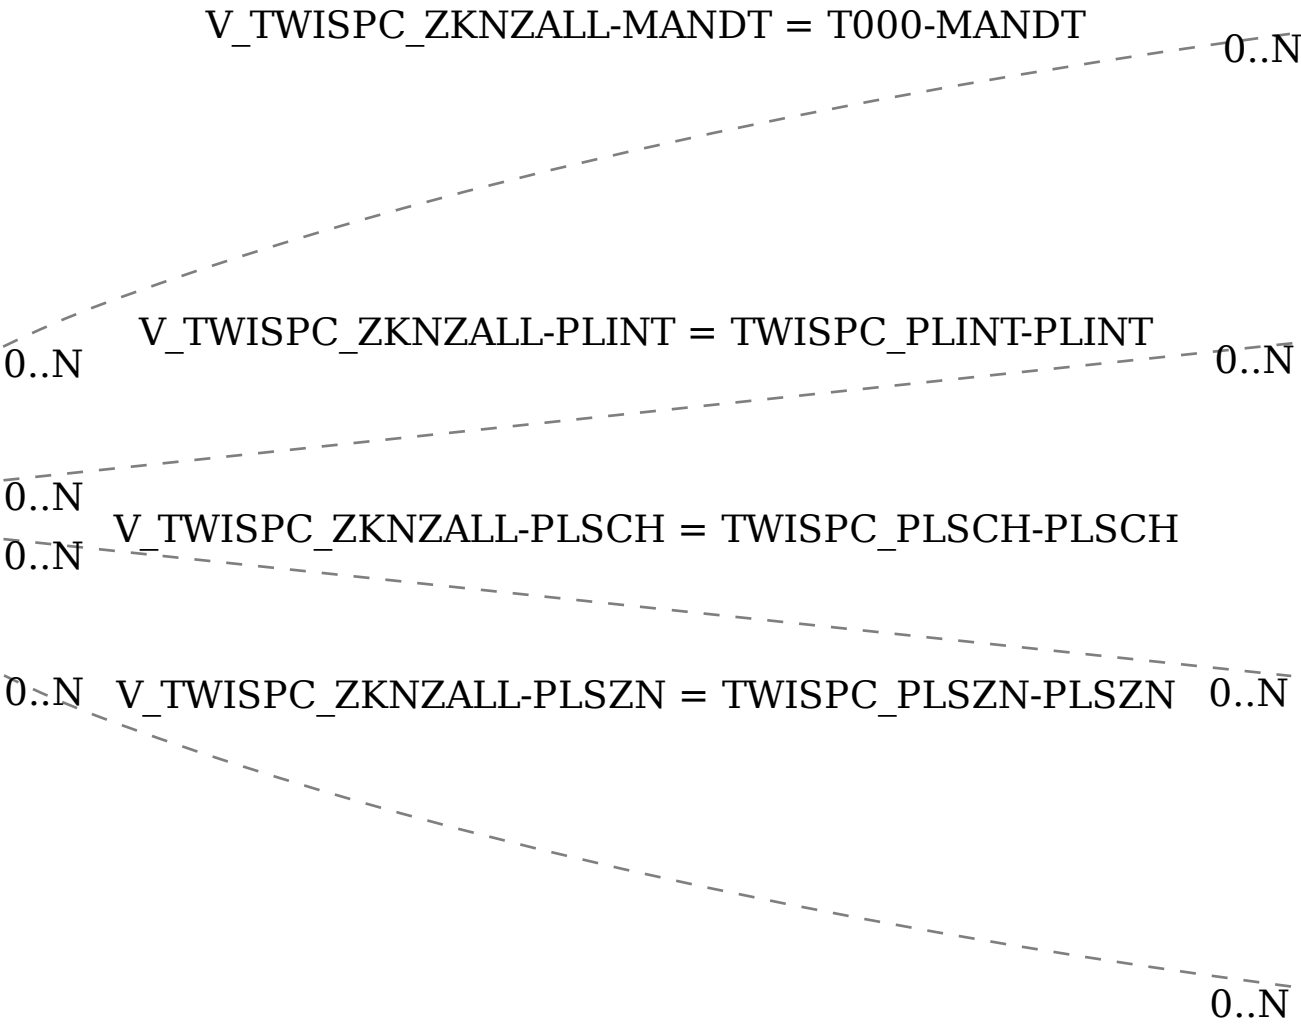 V_TWISPC_ZKNZALL-MANDT = T000-MANDT
0..N
V_TWISPC_ZKNZALL-PLINT = TWISPC_PLINT-PLINT
0..N
0..N
0..N
V_TWISPC_ZKNZALL-PLSCH = TWISPC_PLSCH-PLSCH
0..N
0..N
V_TWISPC_ZKNZALL-PLSZN = TWISPC_PLSZN-PLSZN
0..N
0..N